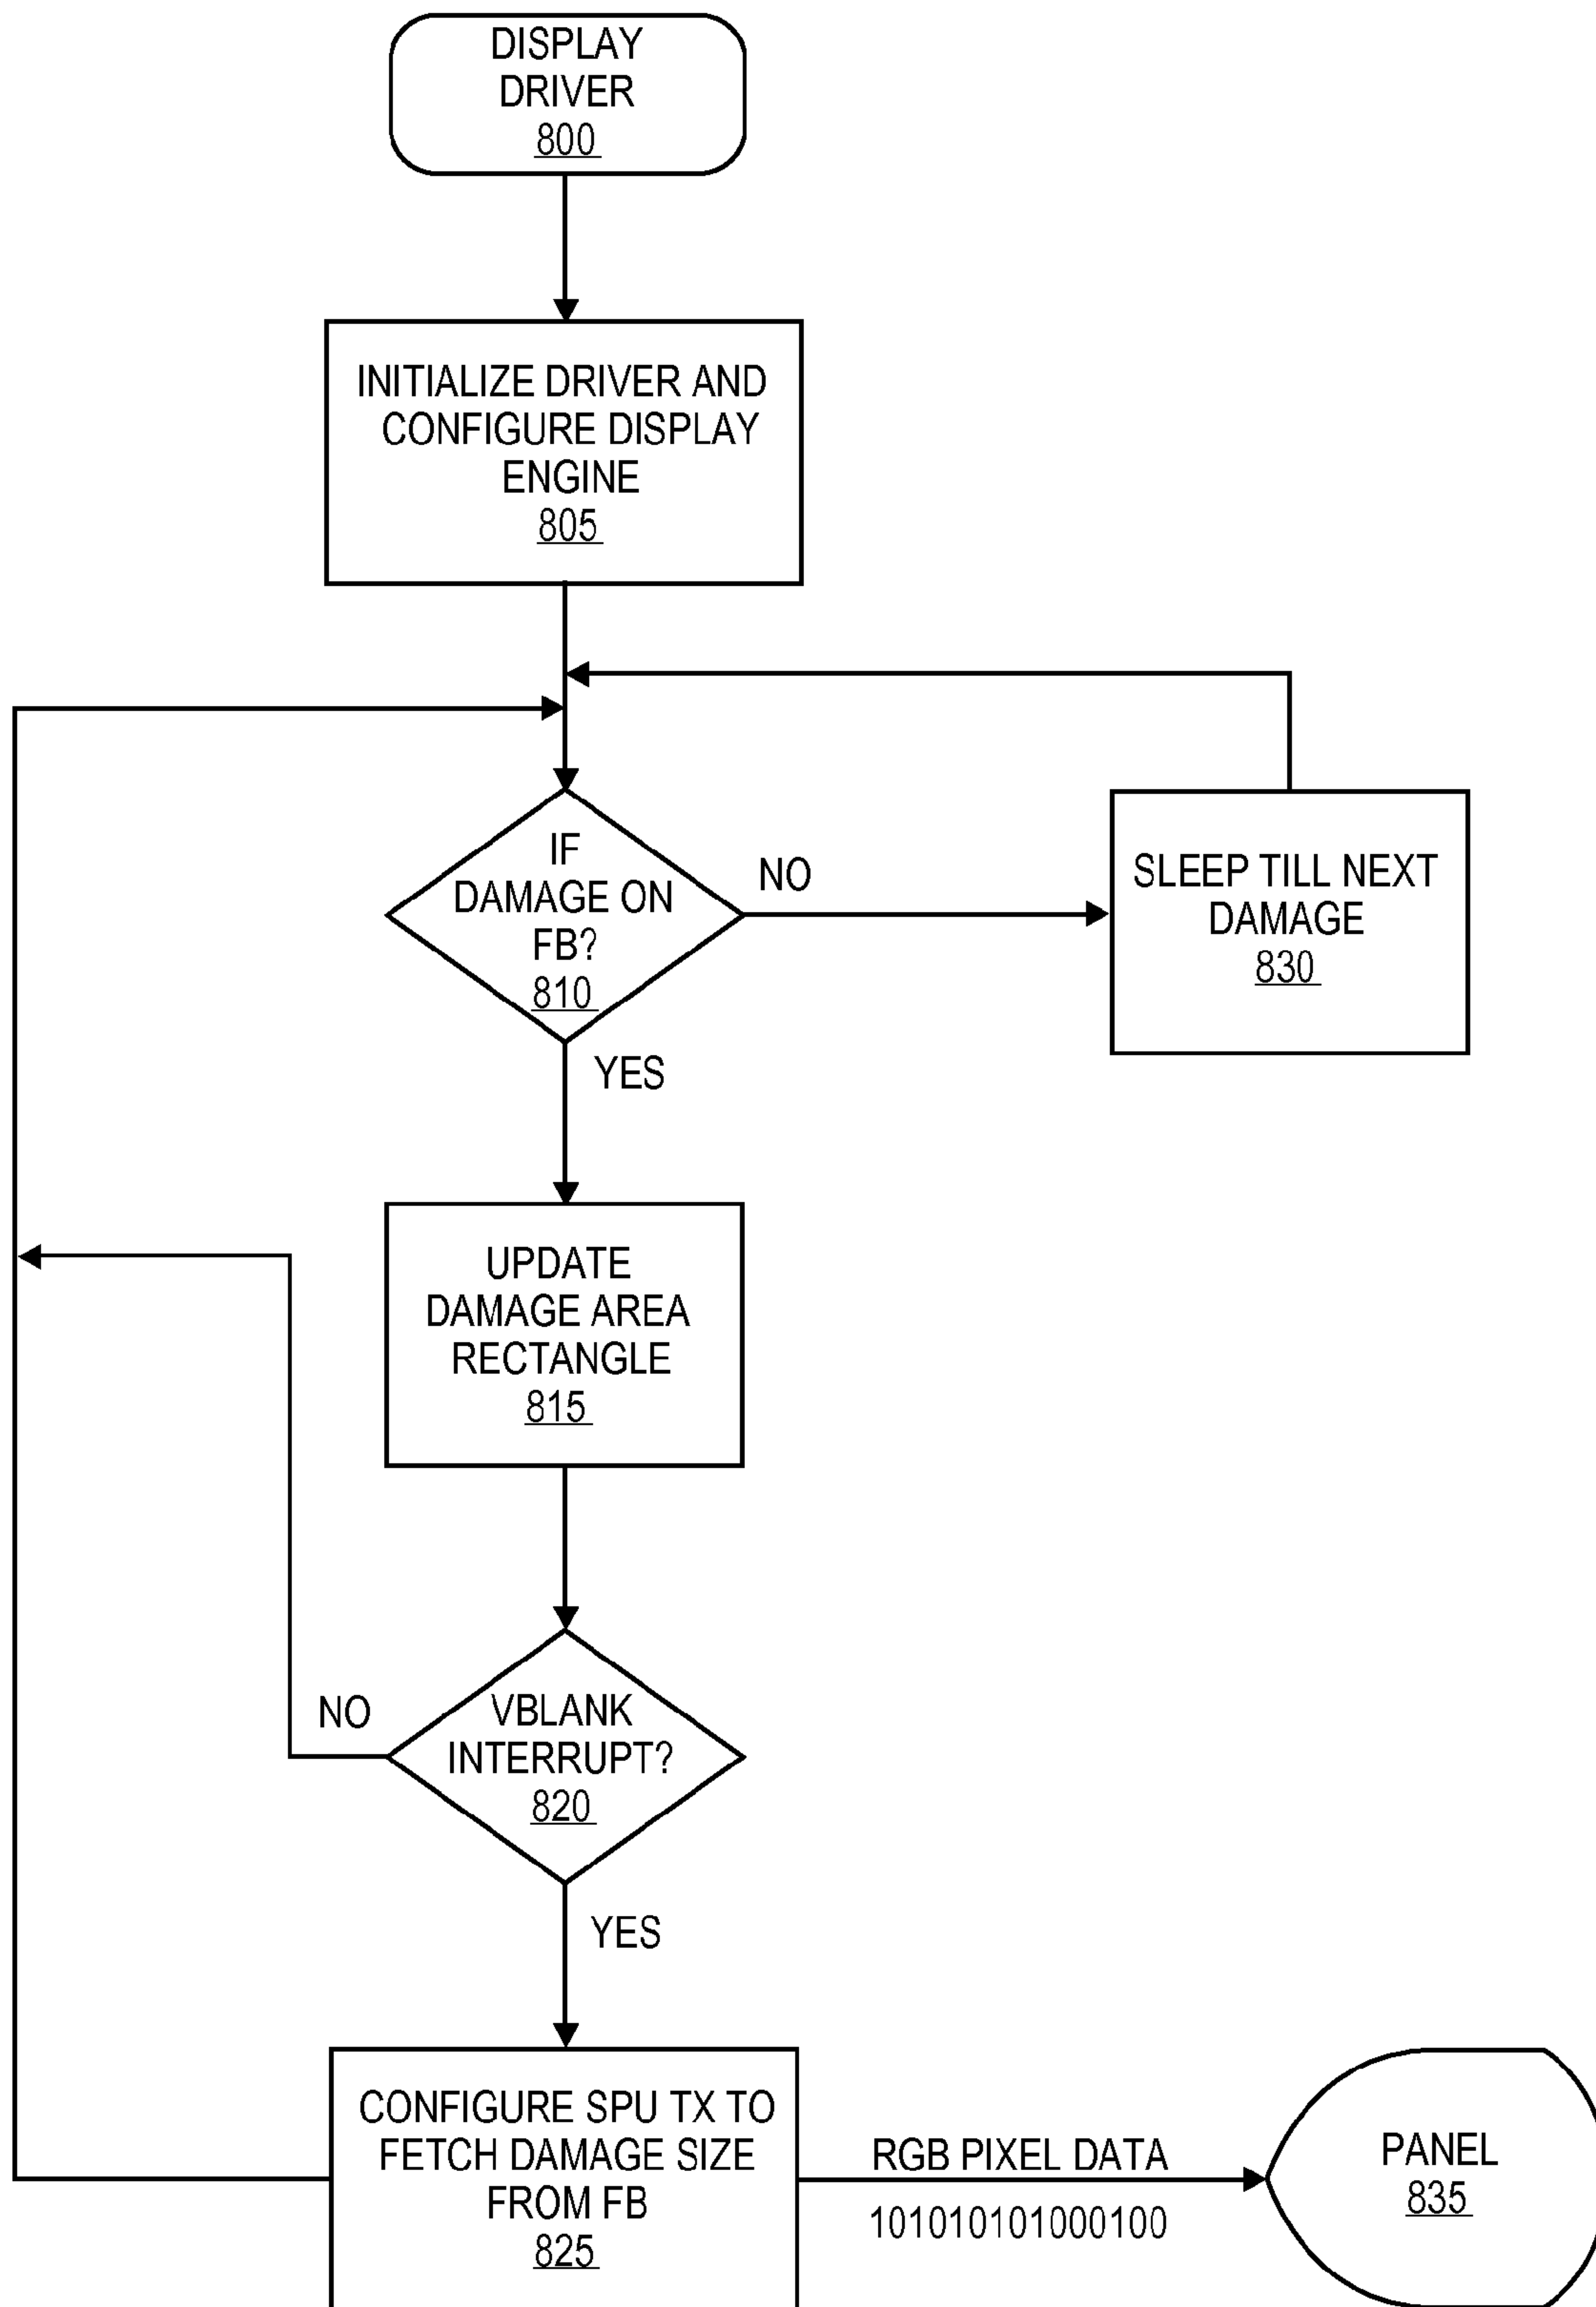 DISPLAY
DRIVER
800
INITIALIZE DRIVER AND
CONFIGURE DISPLAY
ENGINE
805
IF
DAMAGE ON
FB?
810
NO
SLEEP TILL NEXT
DAMAGE
830
YES
UPDATE
DAMAGE AREA
RECTANGLE
815
NO
VBLANK
INTERRUPT?
820
YES
CONFIGURE SPU TX TO
FETCH DAMAGE SIZE
FROM FB
825
RGB PIXEL DATA
101010101000100
PANEL
835